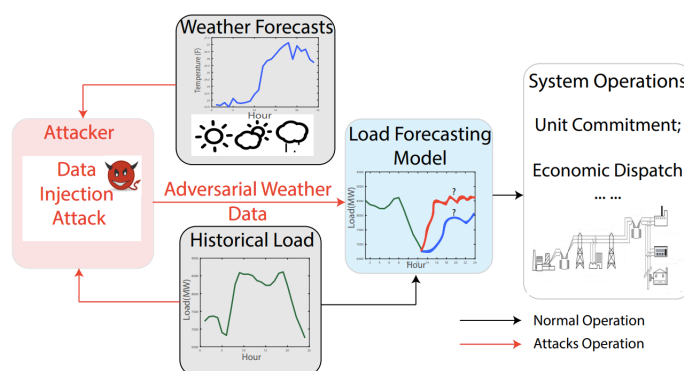 Weather Forecasts
Temperature (F)
Hour
Attacker
Data
Injection
Attack
Adversarial Weather
Data
Historical Load
Load(MW)
Hour
Load Forecasting
Model
Load(MW)
?
?
Hour
System Operations
Unit Commitment;
Economic Dispatch
... ...
Normal Operation
Attacks Operation